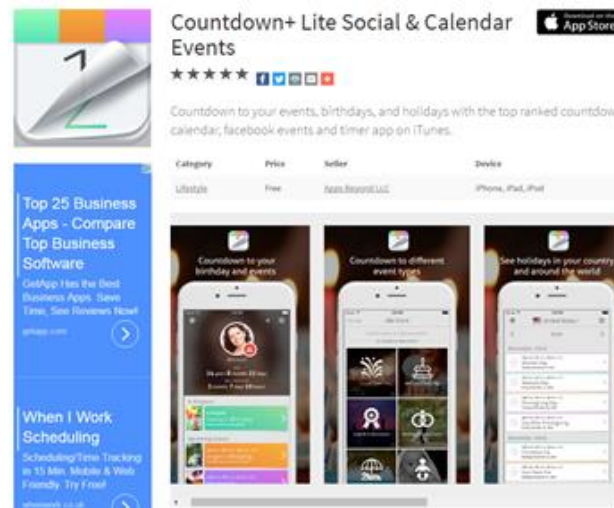 Countdown+ Lite Social & Calendar
Events
Download on the
App Store
Countdown to your events, birthdays, and holidays with the top ranked countdow
calendar, facebook events and timer app on iTunes.
Category Price Seller Device
Lifestyle Free Apps Beyond LLC iPhone, iPad, iPod
Top 25 Business
Apps - Compare
Top Business
Software
GetApp Has the Best
Business Apps. Save
Time, See Reviews Now!
getapp.com
When I Work
Scheduling
Scheduling/Time Tracking
in 15 Min. Mobile & Web
Friendly. Try Free!
Countdown to your
birthday and events
Countdown to different
event types
See holidays in your country
and around the world